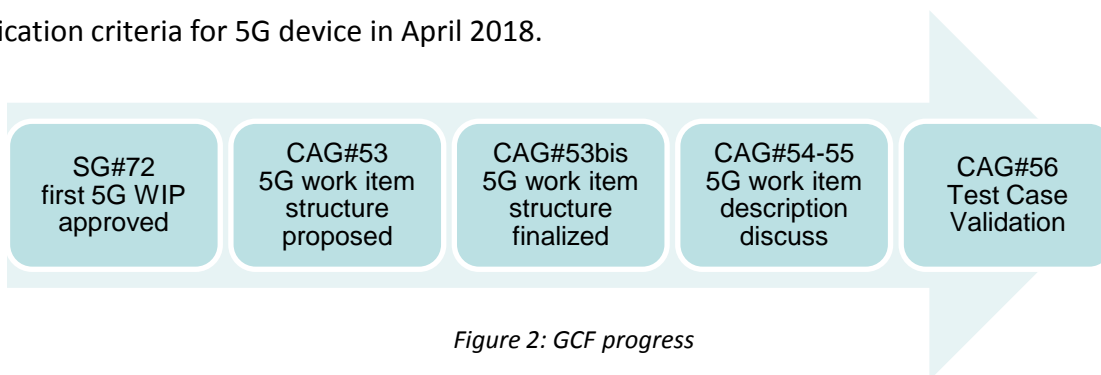 ication criteria for 5G device in April 2018.
SG#72
first 5G WIP
approved
CAG#53
5G work item
structure
proposed
CAG#53bis
5G work item
structure
finalized
CAG#54-55
5G work item
description
discuss
CAG#56
Test Case
Validation
Figure 2: GCF progress